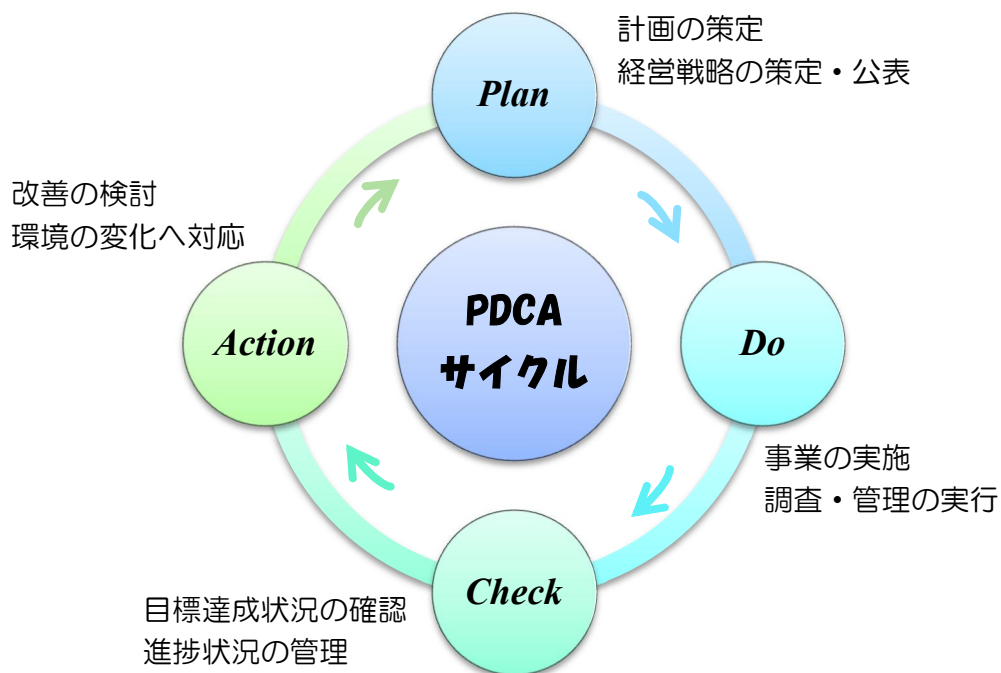 計画の策定
経営戦略の策定・公表
Plan
改善の検討
環境の変化へ対応
Action
PDCA
サイクル
Do
事業の実施
調査・管理の実行
Check
目標達成状況の確認
進捗状況の管理